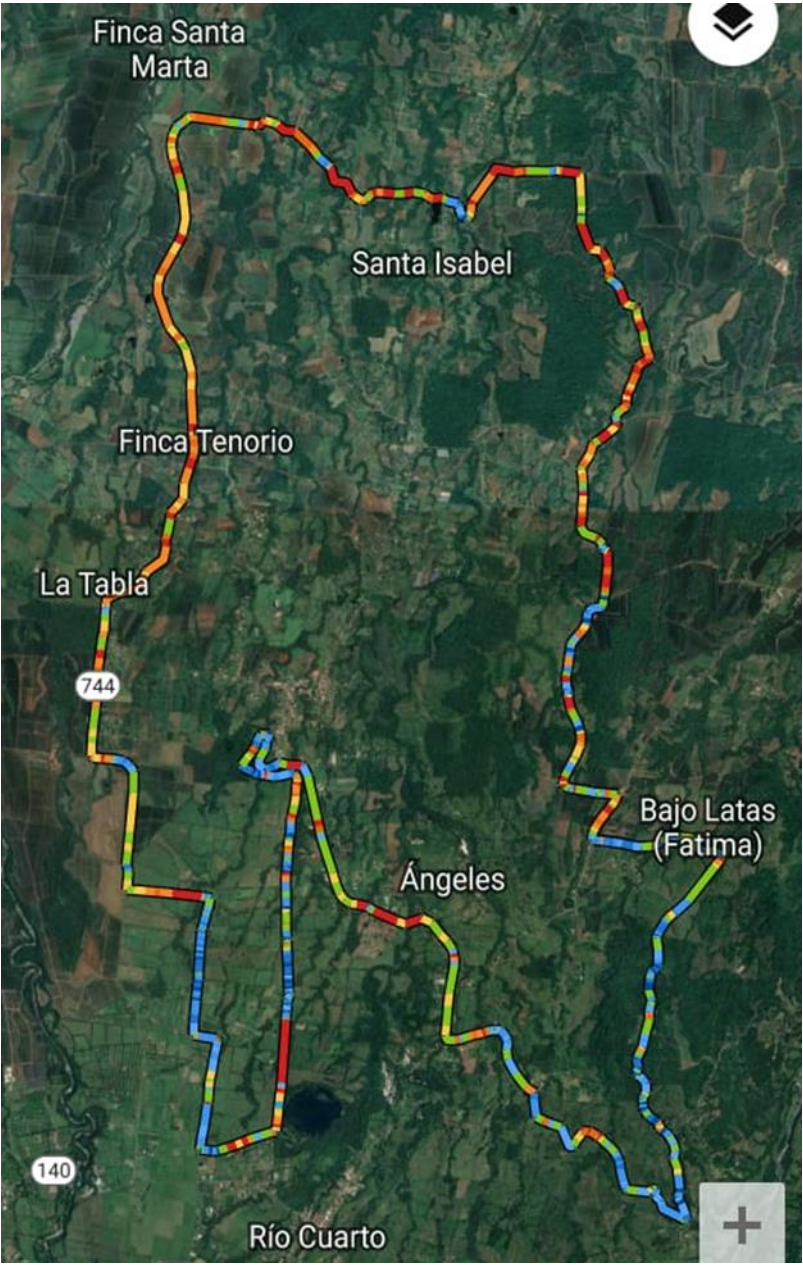 Finca Santa
Marta
Santa Isabel
Finca Tenorio
La Tabla
744
Bajo Latas
(Fatima)
Ángeles
140
Río Cuarto